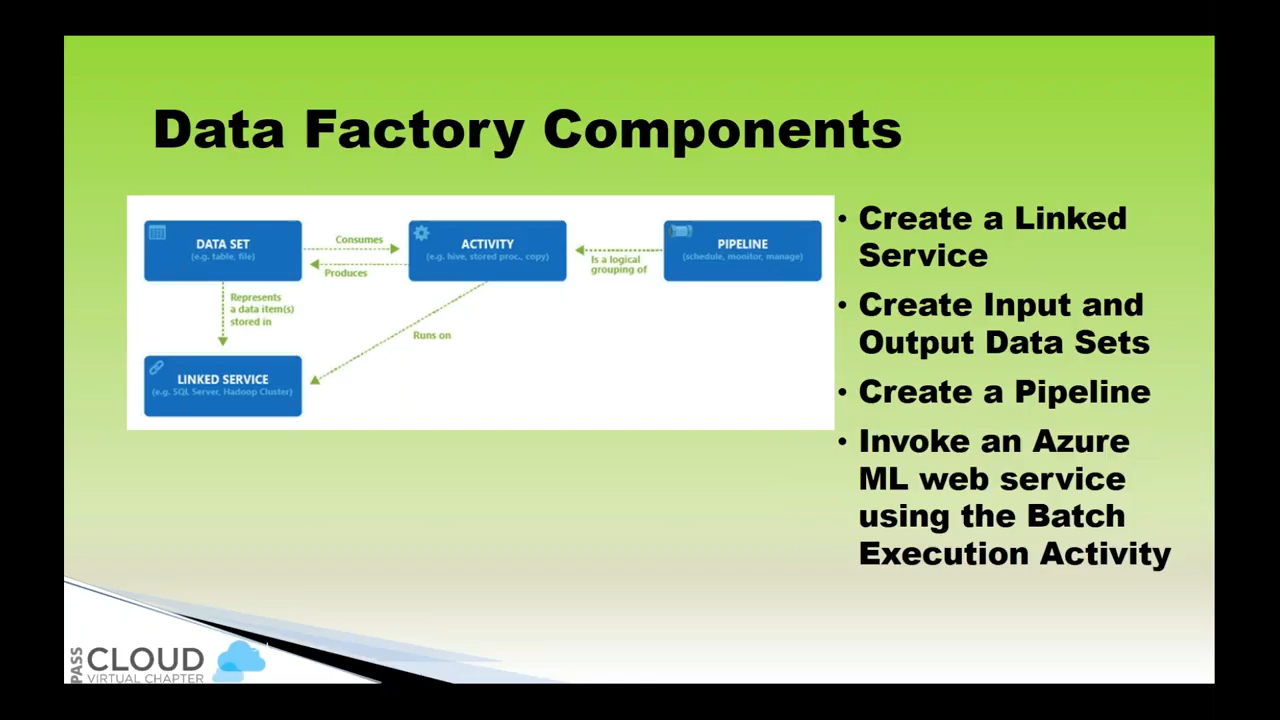 Data Factory Components
DATA SET
(e.g. table, file)
Consumes
Produces
ACTIVITY
(e.g. hive, stored proc., copy)
Is a logical
grouping of
PIPELINE
(schedule, monitor, manage)
Represents
a data item(s)
stored in
Runs on
LINKED SERVICE
(e.g. SQL Server, Hadoop Cluster)
• Create a Linked
Service
• Create Input and
Output Data Sets
• Create a Pipeline
• Invoke an Azure
ML web service
using the Batch
Execution Activity
PASS
CLOUD
VIRTUAL CHAPTER